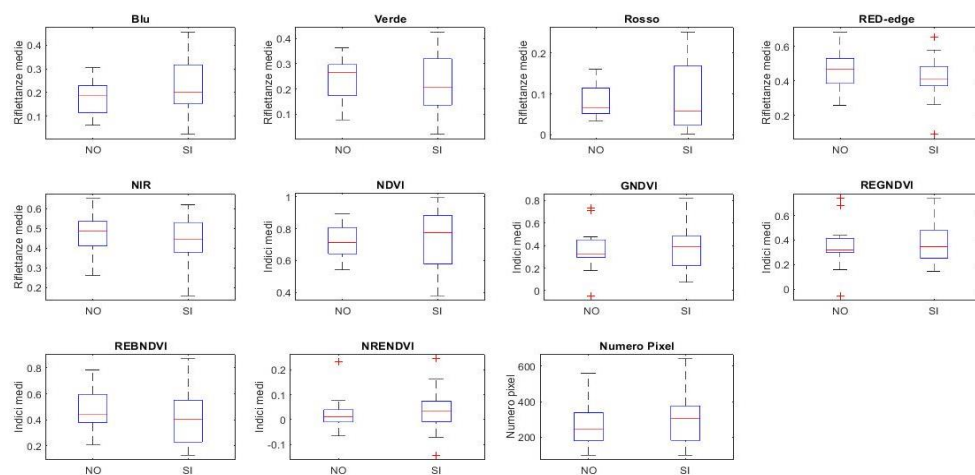 Blu
Riflettanze medie
0.4
0.3
0.2
0.1
NO SI
Verde
Riflettanze medie
0.4
0.3
0.2
0.1
NO SI
Rosso
Riflettanze medie
0.2
0.1
0
NO SI
RED-edge
Riflettanze medie
0.6
0.4
0.2
NO SI
NIR
Riflettanze medie
0.6
0.5
0.4
0.3
0.2
NO SI
NDVI
Indici medi
1
0.8
0.6
0.4
NO SI
GNDVI
Indici medi
0.8
0.6
0.4
0.2
0
NO SI
REGNDVI
Indici medi
0.6
0.4
0.2
0
NO SI
REBNDVI
Indici medi
0.8
0.6
0.4
0.2
NO SI
NRENDVI
Indici medi
0.2
0.1
0
-0.1
NO SI
Numero Pixel
Numero pixel
600
400
200
NO SI